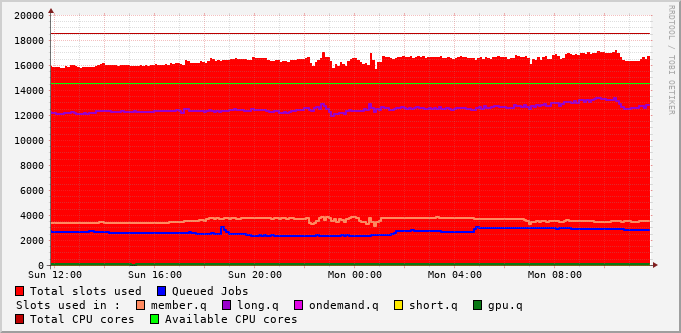 20000
18000
16000
14000
12000
10000
8000
6000
4000
2000
0
Sun 12:00 Sun 16:00 Sun 20:00 Mon 00:00 Mon 04:00 Mon 08:00
Total slots used Queued Jobs
Slots used in : member.q long.q ondemand.q short.q gpu.q
Total CPU cores Available CPU cores
RRDTOOL / TOBI OETIKER